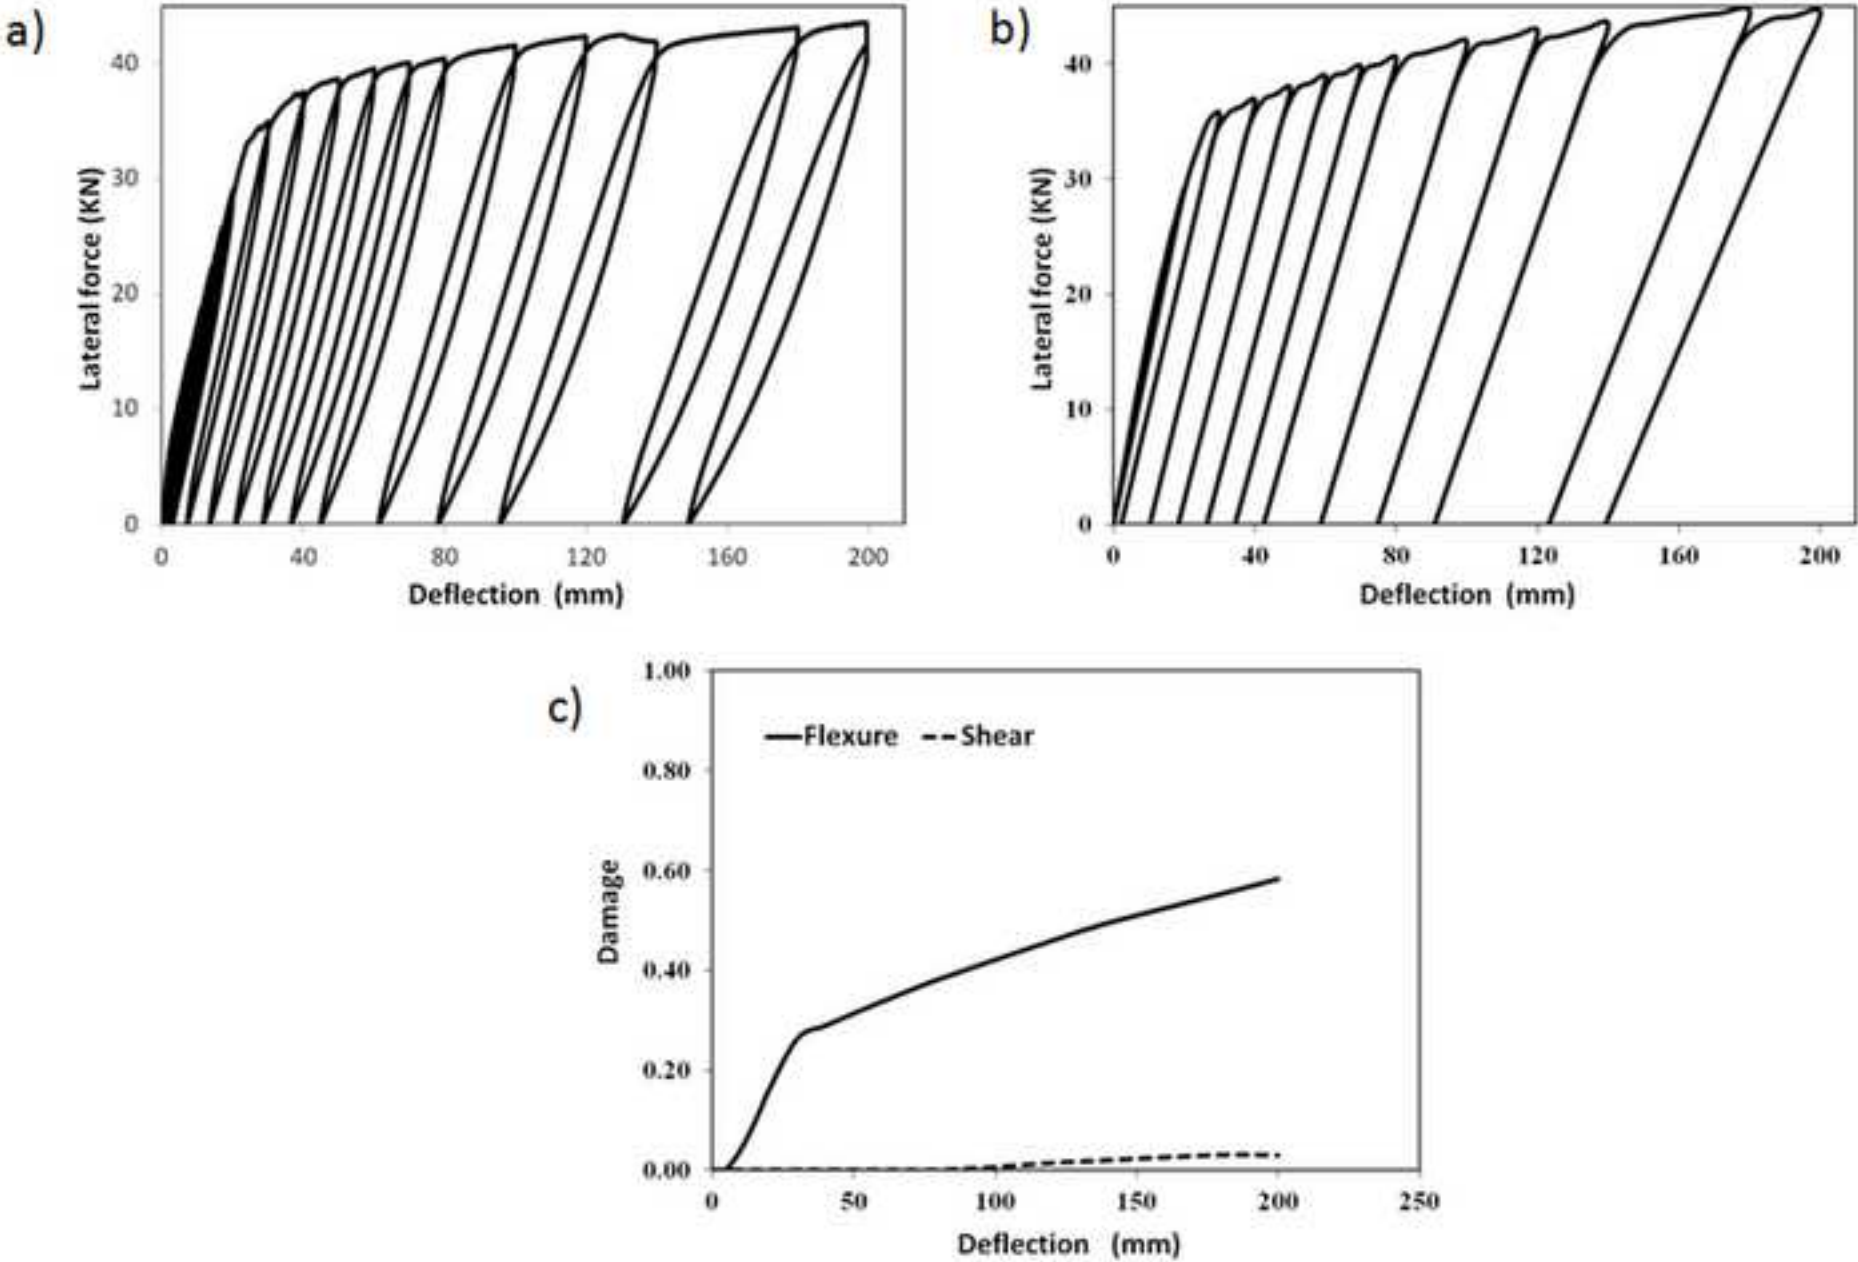 a)
Lateral force (KN)
40
30
20
10
0
0 40 80 120 160 200
Deflection (mm)
b)
Lateral force (KN)
40
30
20
10
0
0 40 80 120 160 200
Deflection (mm)
c)
Damage
1.00
0.80
0.60
0.40
0.20
0.00
Flexure Shear
0 50 100 150 200 250
Deflection (mm)